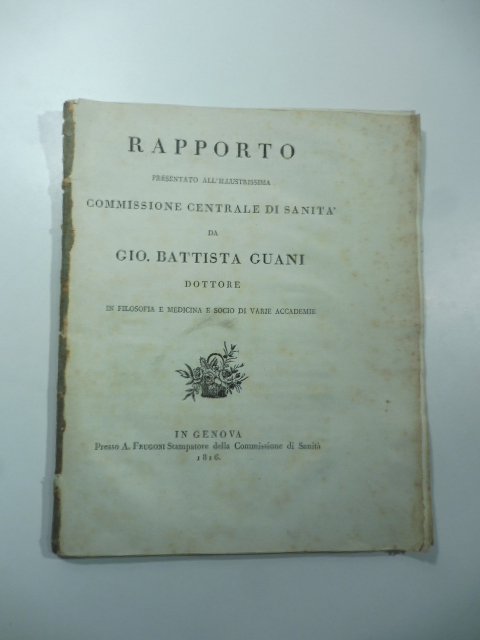 RAPPORTO
PRESENTATO ALL'ILLUSTRISSIMA
COMMISSIONE CENTRALE DI SANITA'
DA
GIO. BATTISTA GUANI
DOTTORE
IN FILOSOFIA E MEDICINA E SOCIO DI VARIE ACCADEMIE
IN GENOVA
Presso A. FRUGONI Stampatore della Commissione di Sanità
1816.